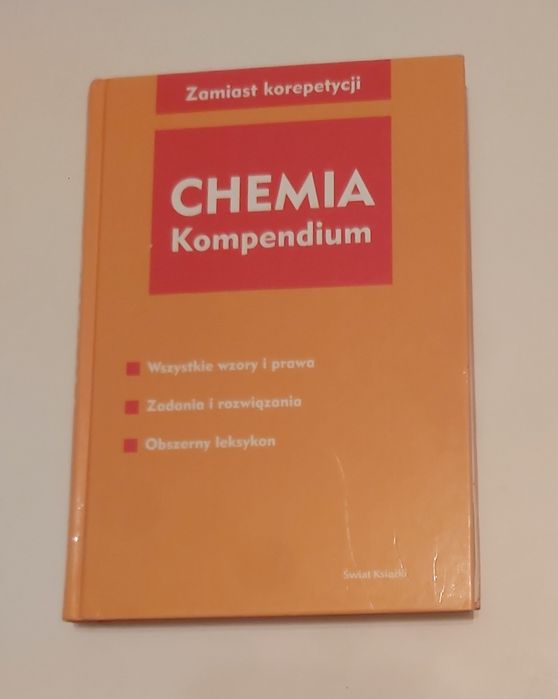 Zamiast korepetycji
CHEMIA
Kompendium
Wszystkie wzory i prawa
Zadania i rozwiązania
Obszerny leksykon
Świat Książki